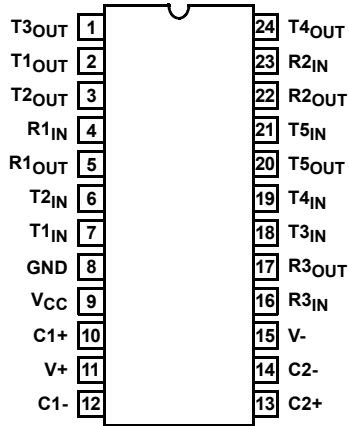 T3OUT 1 24 T4OUT
T1OUT 2 23 R2IN
T2OUT 3 22 R2OUT
R1IN 4 21 T5IN
R1OUT 5 20 T5OUT
T2IN 6 19 T4IN
T1IN 7 18 T3IN
GND 8 17 R3OUT
VCC 9 16 R3IN
C1+ 10 15 V-
V+ 11 14 C2-
C1- 12 13 C2+